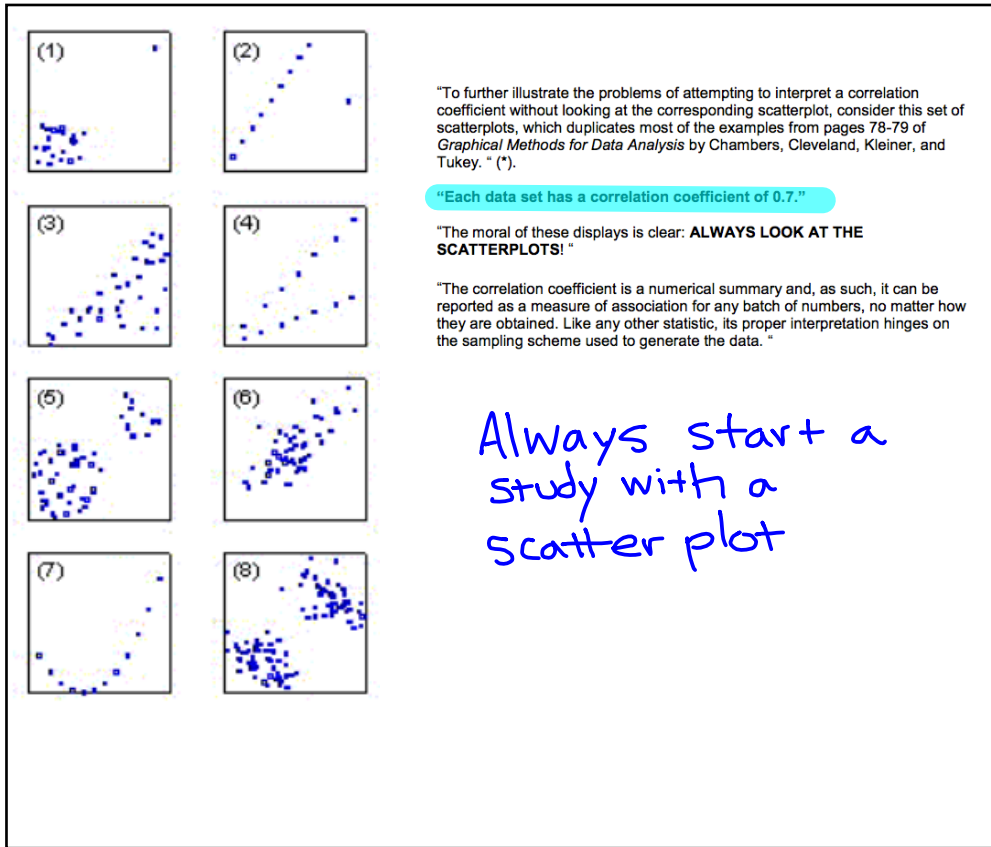 (1)
(2)
(3)
(4)
(5)
(6)
(7)
(8)
“To further illustrate the problems of attempting to interpret a correlation
coefficient without looking at the corresponding scatterplot, consider this set of
scatterplots, which duplicates most of the examples from pages 78-79 of
Graphical Methods for Data Analysis by Chambers, Cleveland, Kleiner, and
Tukey. “ (*).
“Each data set has a correlation coefficient of 0.7.”
“The moral of these displays is clear: ALWAYS LOOK AT THE
SCATTERPLOTS! “
“The correlation coefficient is a numerical summary and, as such, it can be
reported as a measure of association for any batch of numbers, no matter how
they are obtained. Like any other statistic, its proper interpretation hinges on
the sampling scheme used to generate the data. “
Always start a
study with a
scatter plot